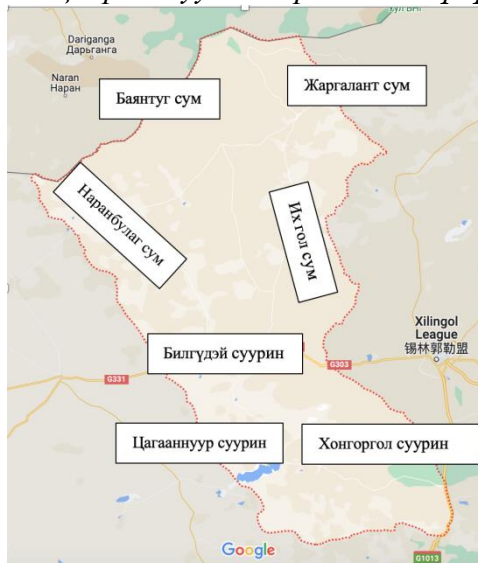 Дариganga
Дарьганга
Naran
Наран
Баянтуг сум
Жаргалант сум
Наранбулаг сум
Их гол сум
Xilingol
League
锡林郭勒盟
Билгүдэй суурин
G331
G303
Цагааннуур суурин
Хонгоргол суурин
Google
G1013